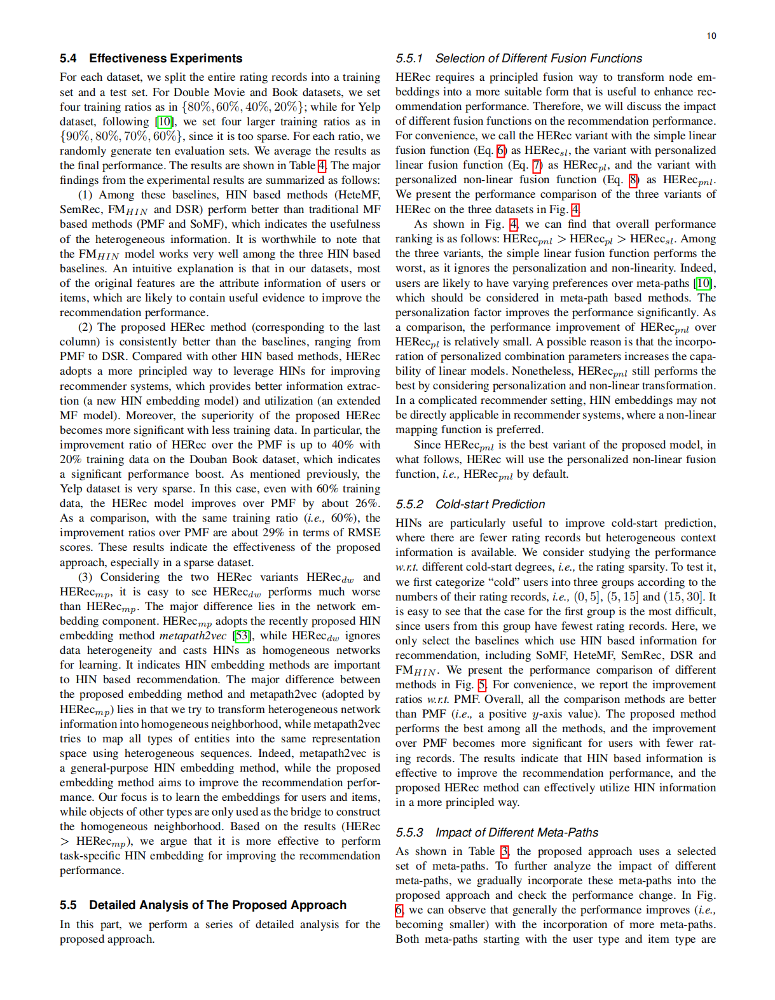 10
5.4 Effectiveness Experiments
For each dataset, we split the entire rating records into a training
set and a test set. For Double Movie and Book datasets, we set
four training ratios as in {80%, 60%, 40%, 20%}; while for Yelp
dataset, following [10], we set four larger training ratios as in
{90%, 80%, 70%, 60%}, since it is too sparse. For each ratio, we
randomly generate ten evaluation sets. We average the results as
the final performance. The results are shown in Table 4. The major
findings from the experimental results are summarized as follows:
(1) Among these baselines, HIN based methods (HeteMF,
SemRec, FM_{HIN} and DSR) perform better than traditional MF
based methods (PMF and SoMF), which indicates the usefulness
of the heterogeneous information. It is worthwhile to note that
the FM_{HIN} model works very well among the three HIN based
baselines. An intuitive explanation is that in our datasets, most
of the original features are the attribute information of users or
items, which are likely to contain useful evidence to improve the
recommendation performance.
(2) The proposed HERec method (corresponding to the last
column) is consistently better than the baselines, ranging from
PMF to DSR. Compared with other HIN based methods, HERec
adopts a more principled way to leverage HINs for improving
recommender systems, which provides better information extrac-
tion (a new HIN embedding model) and utilization (an extended
MF model). Moreover, the superiority of the proposed HERec
becomes more significant with less training data. In particular, the
improvement ratio of HERec over the PMF is up to 40% with
20% training data on the Douban Book dataset, which indicates
a significant performance boost. As mentioned previously, the
Yelp dataset is very sparse. In this case, even with 60% training
data, the HERec model improves over PMF by about 26%.
As a comparison, with the same training ratio (i.e., 60%), the
improvement ratios over PMF are about 29% in terms of RMSE
scores. These results indicate the effectiveness of the proposed
approach, especially in a sparse dataset.
(3) Considering the two HERec variants HERec_{dw} and
HERec_{mp}, it is easy to see HERec_{dw} performs much worse
than HERec_{mp}. The major difference lies in the network em-
bedding component. HERec_{mp} adopts the recently proposed HIN
embedding method metapath2vec [53], while HERec_{dw} ignores
data heterogeneity and casts HINs as homogeneous networks
for learning. It indicates HIN embedding methods are important
to HIN based recommendation. The major difference between
the proposed embedding method and metapath2vec (adopted by
HERec_{mp}) lies in that we try to transform heterogeneous network
information into homogeneous neighborhood, while metapath2vec
tries to map all types of entities into the same representation
space using heterogeneous sequences. Indeed, metapath2vec is
a general-purpose HIN embedding method, while the proposed
embedding method aims to improve the recommendation perfor-
mance. Our focus is to learn the embeddings for users and items,
while objects of other types are only used as the bridge to construct
the homogeneous neighborhood. Based on the results (HERec
> HERec_{mp}), we argue that it is more effective to perform
task-specific HIN embedding for improving the recommendation
performance.
5.5 Detailed Analysis of The Proposed Approach
In this part, we perform a series of detailed analysis for the
proposed approach.
5.5.1 Selection of Different Fusion Functions
HERec requires a principled fusion way to transform node em-
beddings into a more suitable form that is useful to enhance rec-
ommendation performance. Therefore, we will discuss the impact
of different fusion functions on the recommendation performance.
For convenience, we call the HERec variant with the simple linear
fusion function (Eq. 6) as HERec_{sl}, the variant with personalized
linear fusion function (Eq. 7) as HERec_{pl}, and the variant with
personalized non-linear fusion function (Eq. 8) as HERec_{pnl}.
We present the performance comparison of the three variants of
HERec on the three datasets in Fig. 4.
As shown in Fig. 4, we can find that overall performance
ranking is as follows: HERec_{pnl} > HERec_{pl} > HERec_{sl}. Among
the three variants, the simple linear fusion function performs the
worst, as it ignores the personalization and non-linearity. Indeed,
users are likely to have varying preferences over meta-paths [10],
which should be considered in meta-path based methods. The
personalization factor improves the performance significantly. As
a comparison, the performance improvement of HERec_{pnl} over
HERec_{pl} is relatively small. A possible reason is that the incorpo-
ration of personalized combination parameters increases the capa-
bility of linear models. Nonetheless, HERec_{pnl} still performs the
best by considering personalization and non-linear transformation.
In a complicated recommender setting, HIN embeddings may not
be directly applicable in recommender systems, where a non-linear
mapping function is preferred.
Since HERec_{pnl} is the best variant of the proposed model, in
what follows, HERec will use the personalized non-linear fusion
function, i.e., HERec_{pnl} by default.
5.5.2 Cold-start Prediction
HINs are particularly useful to improve cold-start prediction,
where there are fewer rating records but heterogeneous context
information is available. We consider studying the performance
w.r.t. different cold-start degrees, i.e., the rating sparsity. To test it,
we first categorize “cold” users into three groups according to the
numbers of their rating records, i.e., (0, 5], (5, 15] and (15, 30]. It
is easy to see that the case for the first group is the most difficult,
since users from this group have fewest rating records. Here, we
only select the baselines which use HIN based information for
recommendation, including SoMF, HeteMF, SemRec, DSR and
FM_{HIN}. We present the performance comparison of different
methods in Fig. 5. For convenience, we report the improvement
ratios w.r.t. PMF. Overall, all the comparison methods are better
than PMF (i.e., a positive y-axis value). The proposed method
performs the best among all the methods, and the improvement
over PMF becomes more significant for users with fewer rat-
ing records. The results indicate that HIN based information is
effective to improve the recommendation performance, and the
proposed HERec method can effectively utilize HIN information
in a more principled way.
5.5.3 Impact of Different Meta-Paths
As shown in Table 3, the proposed approach uses a selected
set of meta-paths. To further analyze the impact of different
meta-paths, we gradually incorporate these meta-paths into the
proposed approach and check the performance change. In Fig.
6, we can observe that generally the performance improves (i.e.,
becoming smaller) with the incorporation of more meta-paths.
Both meta-paths starting with the user type and item type are